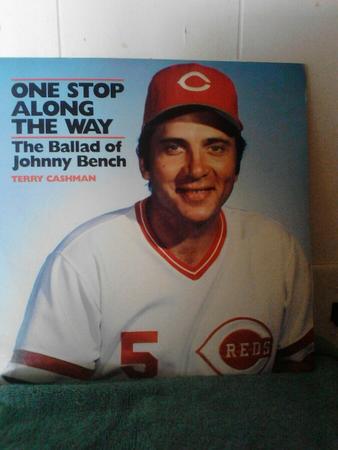 ONE STOP
ALONG
THE WAY
The Ballad of
Johnny Bench
TERRY CASHMAN
C
5
REDS